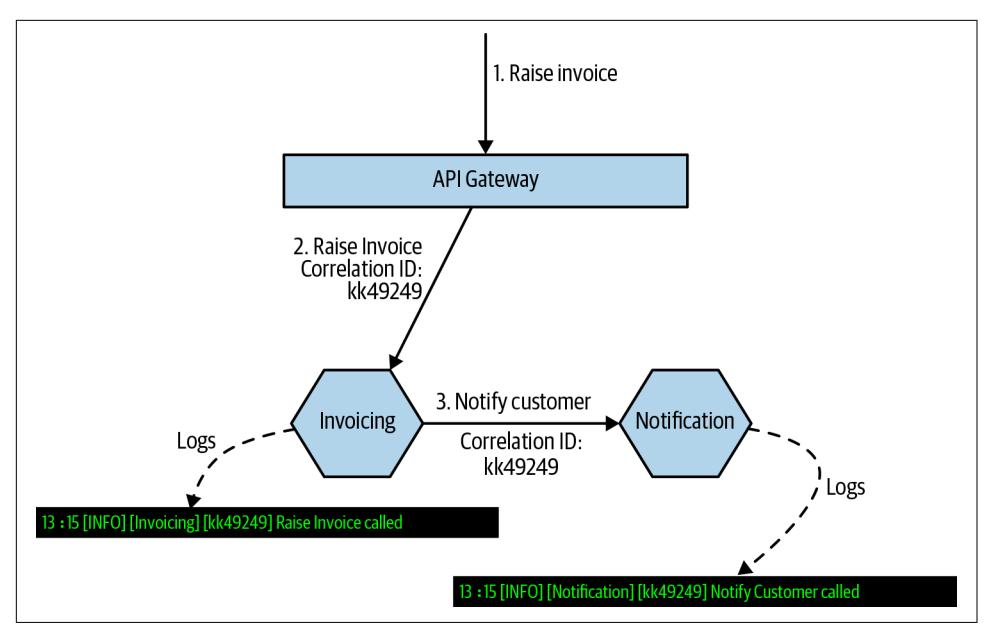 1. Raise invoice
API Gateway
2. Raise Invoice
Correlation ID:
kk49249
Invoicing
3. Notify customer
Correlation ID:
kk49249
Notification
Logs
Logs
13 :15 [INFO] [Invoicing] [kk49249] Raise Invoice called
13 :15 [INFO] [Notification] [kk49249] Notify Customer called